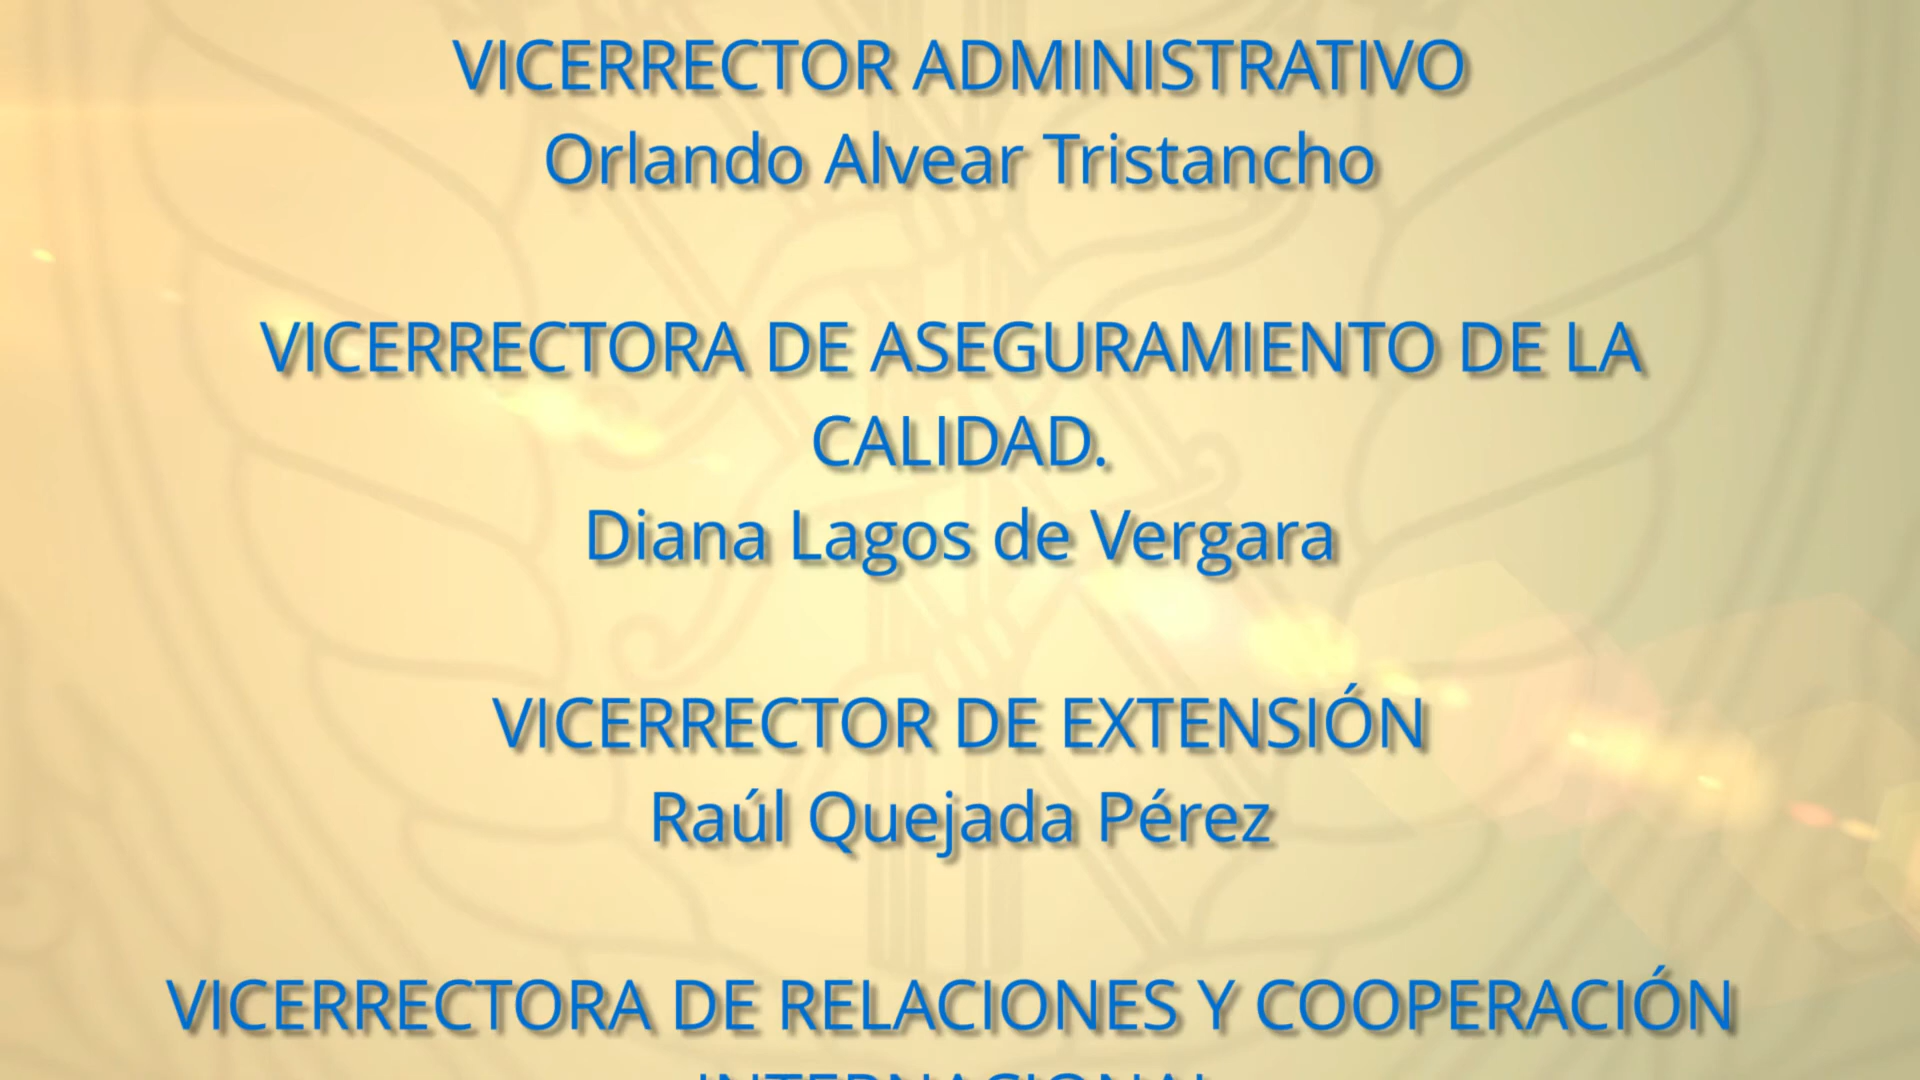 VICERRECTOR ADMINISTRATIVO
Orlando Alvear Tristancho
VICERRECTORA DE ASEGURAMIENTO DE LA
CALIDAD.
Diana Lagos de Vergara
VICERRECTOR DE EXTENSIÓN
Raúl Quejada Pérez
VICERRECTORA DE RELACIONES Y COOPERACIÓN